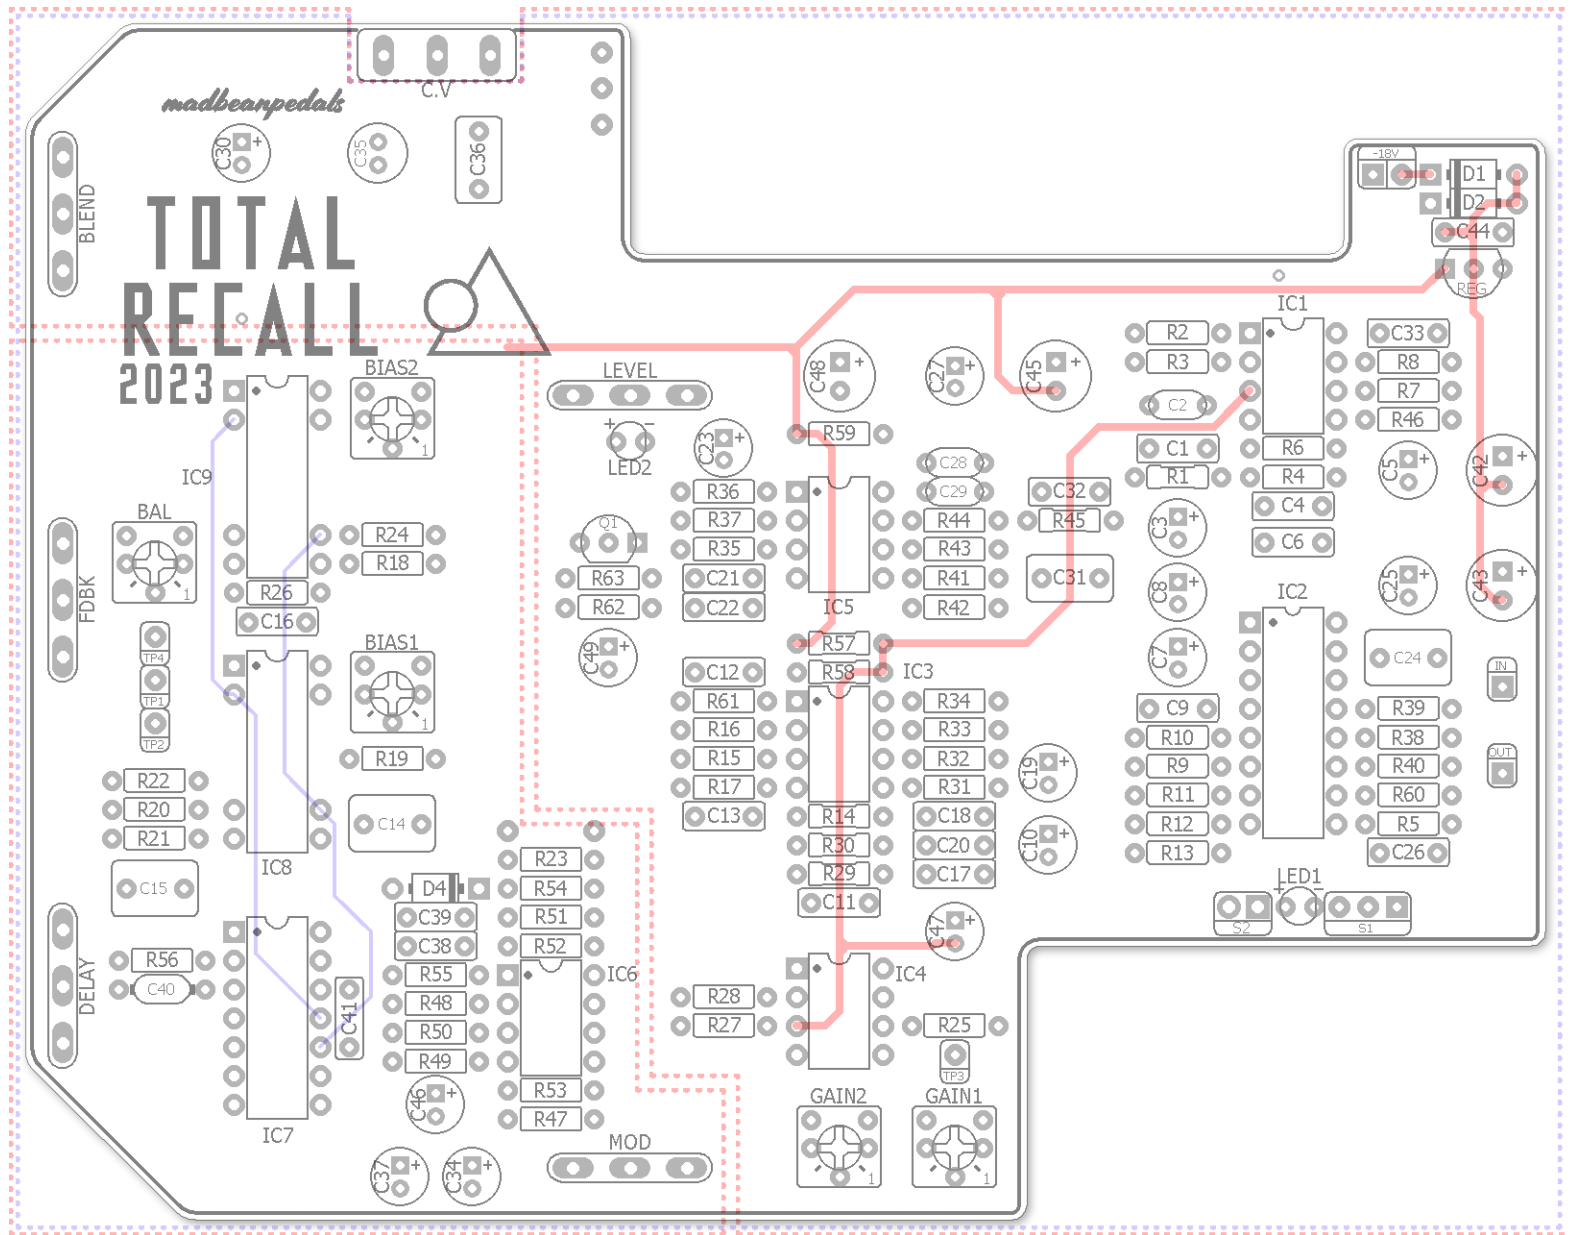 C.V
madbeanpedals
C30
C35
C36
-18V
D1
D2
C44
REG
BLEND
TOTAL
RECALL
2023
IC1
R2
R3
C33
R8
R7
R46
C2
C1
R6
R1
R4
C4
C6
C3
C5
C42
BIAS2
1
LEVEL
C48
C27
C45
R59
LED2
C23
IC9
C28
C29
R36
R37
R35
C21
C22
C32
R45
R44
R43
R41
R42
C31
IC5
Q1
R63
R62
C49
BAL
1
R24
R18
R26
C16
FDBK
TP4
TP1
TP2
BIAS1
1
C8
C7
IC2
C25
C43
C24
IN
OUT
R57
R58
IC3
C12
R61
R16
R15
R17
C13
R34
R33
R32
R31
C18
C20
C17
R14
R30
R29
C11
C19
C10
C9
R10
R9
R11
R12
R13
R39
R38
R40
R60
R5
C26
R19
R22
R20
R21
C14
C15
IC8
R23
R54
R51
R52
D4
C39
C38
R55
R48
R50
R49
IC6
R53
R47
C46
LED1
S2
S1
C47
IC4
R28
R27
R25
TP3
DELAY
R56
C40
C41
IC7
C37
C34
MOD
GAIN2
1
GAIN1
1